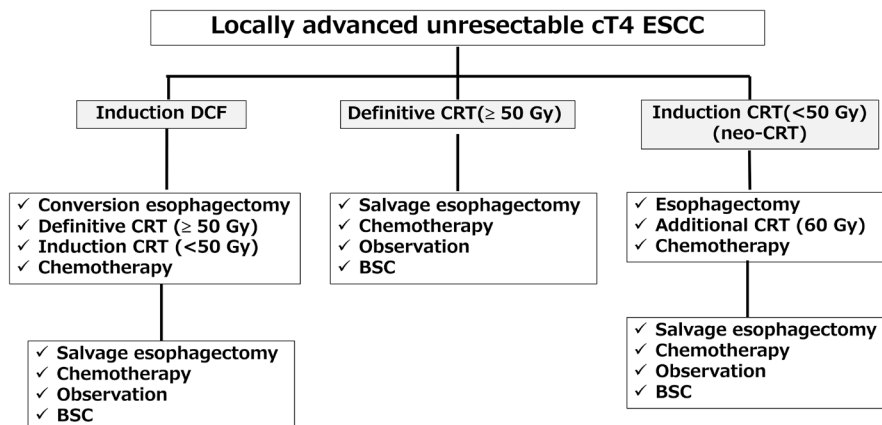 Locally advanced unresectable cT4 ESCC
Induction DCF
Definitive CRT(≥ 50 Gy)
Induction CRT(<50 Gy)
(neo-CRT)
✓ Conversion esophagectomy
✓ Definitive CRT (≥ 50 Gy)
✓ Induction CRT (<50 Gy)
✓ Chemotherapy
✓ Salvage esophagectomy
✓ Chemotherapy
✓ Observation
✓ BSC
✓ Esophagectomy
✓ Additional CRT (60 Gy)
✓ Chemotherapy
✓ Salvage esophagectomy
✓ Chemotherapy
✓ Observation
✓ BSC
✓ Salvage esophagectomy
✓ Chemotherapy
✓ Observation
✓ BSC